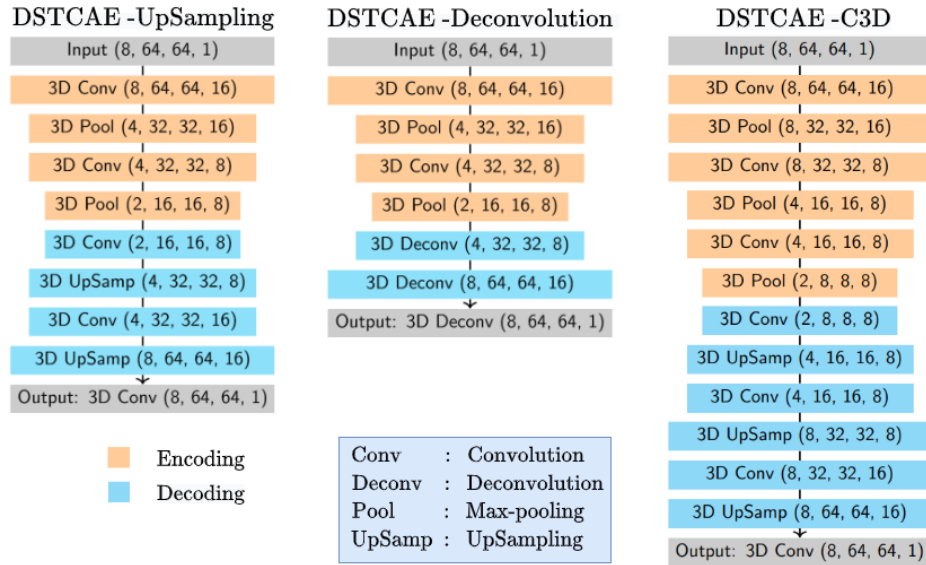 DSTCAE -UpSampling
Input (8, 64, 64, 1)
3D Conv (8, 64, 64, 16)
3D Pool (4, 32, 32, 16)
3D Conv (4, 32, 32, 8)
3D Pool (2, 16, 16, 8)
3D Conv (2, 16, 16, 8)
3D UpSamp (4, 32, 32, 8)
3D Conv (4, 32, 32, 16)
3D UpSamp (8, 64, 64, 16)
Output: 3D Conv (8, 64, 64, 1)
Encoding
Decoding
DSTCAE -Deconvolution
Input (8, 64, 64, 1)
3D Conv (8, 64, 64, 16)
3D Pool (4, 32, 32, 16)
3D Conv (4, 32, 32, 8)
3D Pool (2, 16, 16, 8)
3D Deconv (4, 32, 32, 8)
3D Deconv (8, 64, 64, 16)
Output: 3D Deconv (8, 64, 64, 1)
Conv : Convolution
Deconv : Deconvolution
Pool : Max-pooling
UpSamp : UpSampling
DSTCAE -C3D
Input (8, 64, 64, 1)
3D Conv (8, 64, 64, 16)
3D Pool (8, 32, 32, 16)
3D Conv (8, 32, 32, 8)
3D Pool (4, 16, 16, 8)
3D Conv (4, 16, 16, 8)
3D Pool (2, 8, 8, 8)
3D Conv (2, 8, 8, 8)
3D UpSamp (4, 16, 16, 8)
3D Conv (4, 16, 16, 8)
3D UpSamp (8, 32, 32, 8)
3D Conv (8, 32, 32, 16)
3D UpSamp (8, 64, 64, 16)
Output: 3D Conv (8, 64, 64, 1)